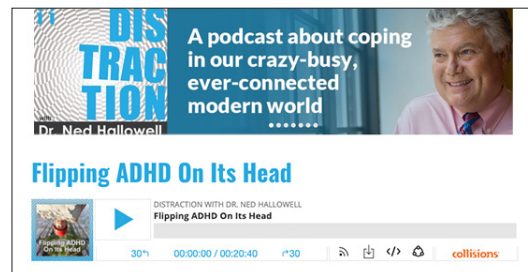 DIS
TRAC
TION
with
Dr. Ned Hallowell
A podcast about coping
in our crazy-busy,
ever-connected
modern world
Flipping ADHD On Its Head
Flipping ADHD
On Its Head
DISTRACTION WITH DR. NED HALLOWELL
Flipping ADHD On Its Head
30
00:00:00 / 00:20:40
30
</>
collisions